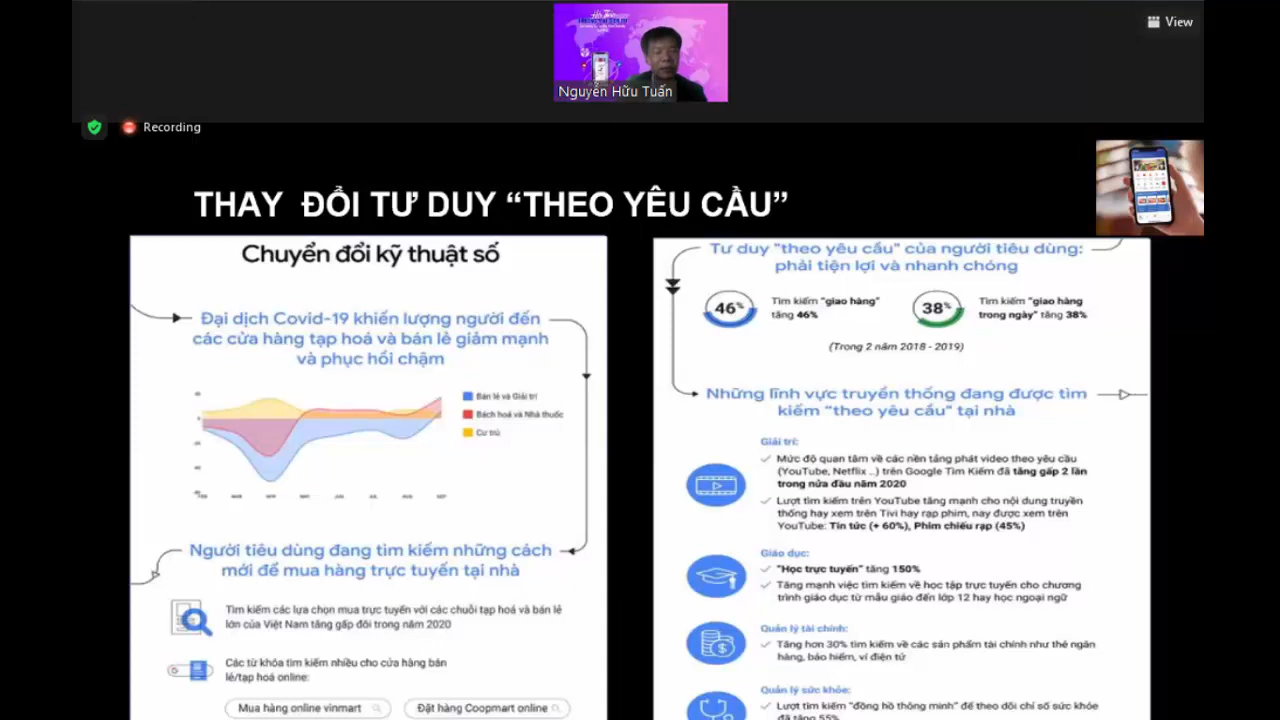 View
Nguyễn Hữu Tuấn
Recording
THAY ĐỔI TƯ DUY “THEO YÊU CẦU”
Chuyển đổi kỹ thuật số
Đại dịch Covid-19 khiến lượng người đến
các cửa hàng tạp hoá và bán lẻ giảm mạnh
và phục hồi chậm
Bán lẻ và Giải trí
Bách hoá và Nhà thuốc
Cư trú
Người tiêu dùng đang tìm kiếm những cách
mới để mua hàng trực tuyến tại nhà
Tìm kiếm các lựa chọn mua trực tuyến với các chuỗi tạp hoá và bán lẻ
lớn của Việt Nam tăng gấp đôi trong năm 2020
Các từ khóa tìm kiếm nhiều cho cửa hàng bán
lẻ/tạp hoá online:
Mua hàng online vinmart
Đặt hàng Coopmart online
Tư duy "theo yêu cầu" của người tiêu dùng:
phải tiện lợi và nhanh chóng
46%
Tìm kiếm "giao hàng"
tăng 46%
38%
Tìm kiếm "giao hàng
trong ngày" tăng 38%
(Trong 2 năm 2018 - 2019)
Những lĩnh vực truyền thống đang được tìm
kiếm "theo yêu cầu" tại nhà
Giải trí:
Mức độ quan tâm về các nền tảng phát video theo yêu cầu
(YouTube, Netflix ..) trên Google Tìm Kiếm đã tăng gấp 2 lần
trong nửa đầu năm 2020
Lượt tìm kiếm trên YouTube tăng mạnh cho nội dung truyền
thống hay xem trên Tivi hay rạp phim, nay được xem trên
YouTube: Tin tức (+ 60%), Phim chiếu rạp (45%)
Giáo dục:
"Học trực tuyến" tăng 150%
Tăng mạnh việc tìm kiếm về học tập trực tuyến cho chương
trình giáo dục từ mẫu giáo đến lớp 12 hay học ngoại ngữ
Quản lý tài chính:
Tăng hơn 30% tìm kiếm về các sản phẩm tài chính như thẻ ngân
hàng, bảo hiểm, ví điện tử
Quản lý sức khỏe:
Lượt tìm kiếm "đồng hồ thông minh" để theo dõi chỉ số sức khỏe
đã tăng 55%